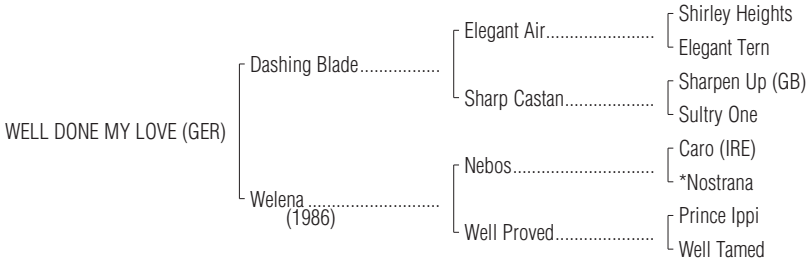 Shirley Heights
Elegant Air......................
Elegant Tern
Dashing Blade................
Sharpen Up (GB)
Sharp Castan..................
Sultry One
WELL DONE MY LOVE (GER)
Caro (IRE)
Nebos............................
*Nostrana
Welena ..........................
(1986)
Prince Ippi
Well Proved....................
Well Tamed